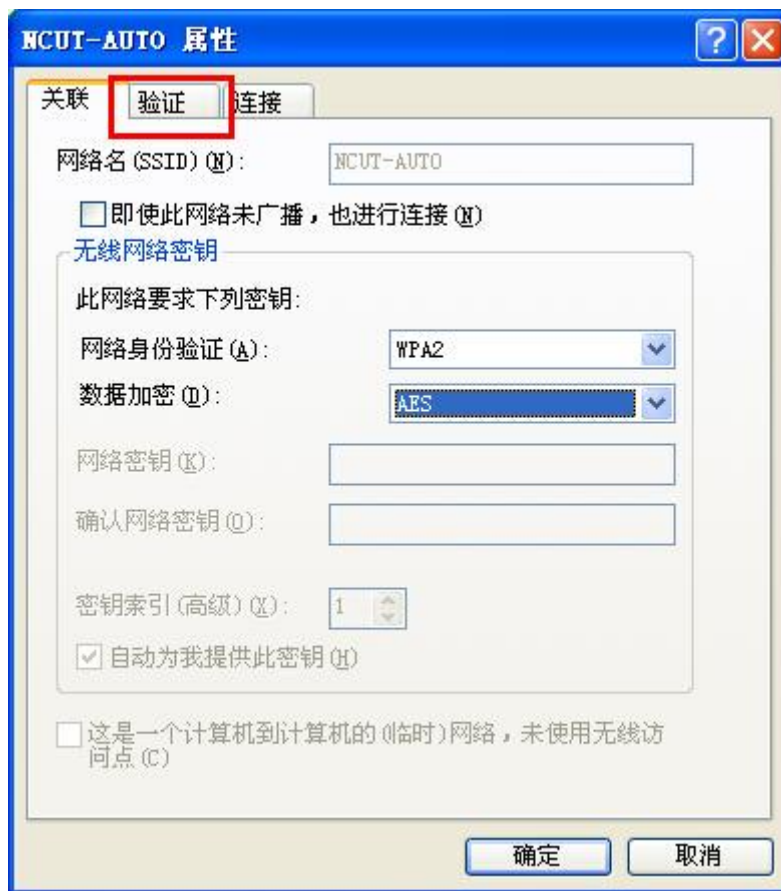 NCUT-AUTO 属性
关联 验证 连接
网络名(SSID)(N): NCUT-AUTO
即使此网络未广播，也进行连接(N)
无线网络密钥
此网络要求下列密钥:
网络身份验证(A): WPA2
数据加密(D): AES
网络密钥(K):
确认网络密钥(O):
密钥索引(高级)(X): 1
自动为我提供此密钥(H)
这是一个计算机到计算机的(临时)网络，未使用无线访
问点(C)
确定 取消